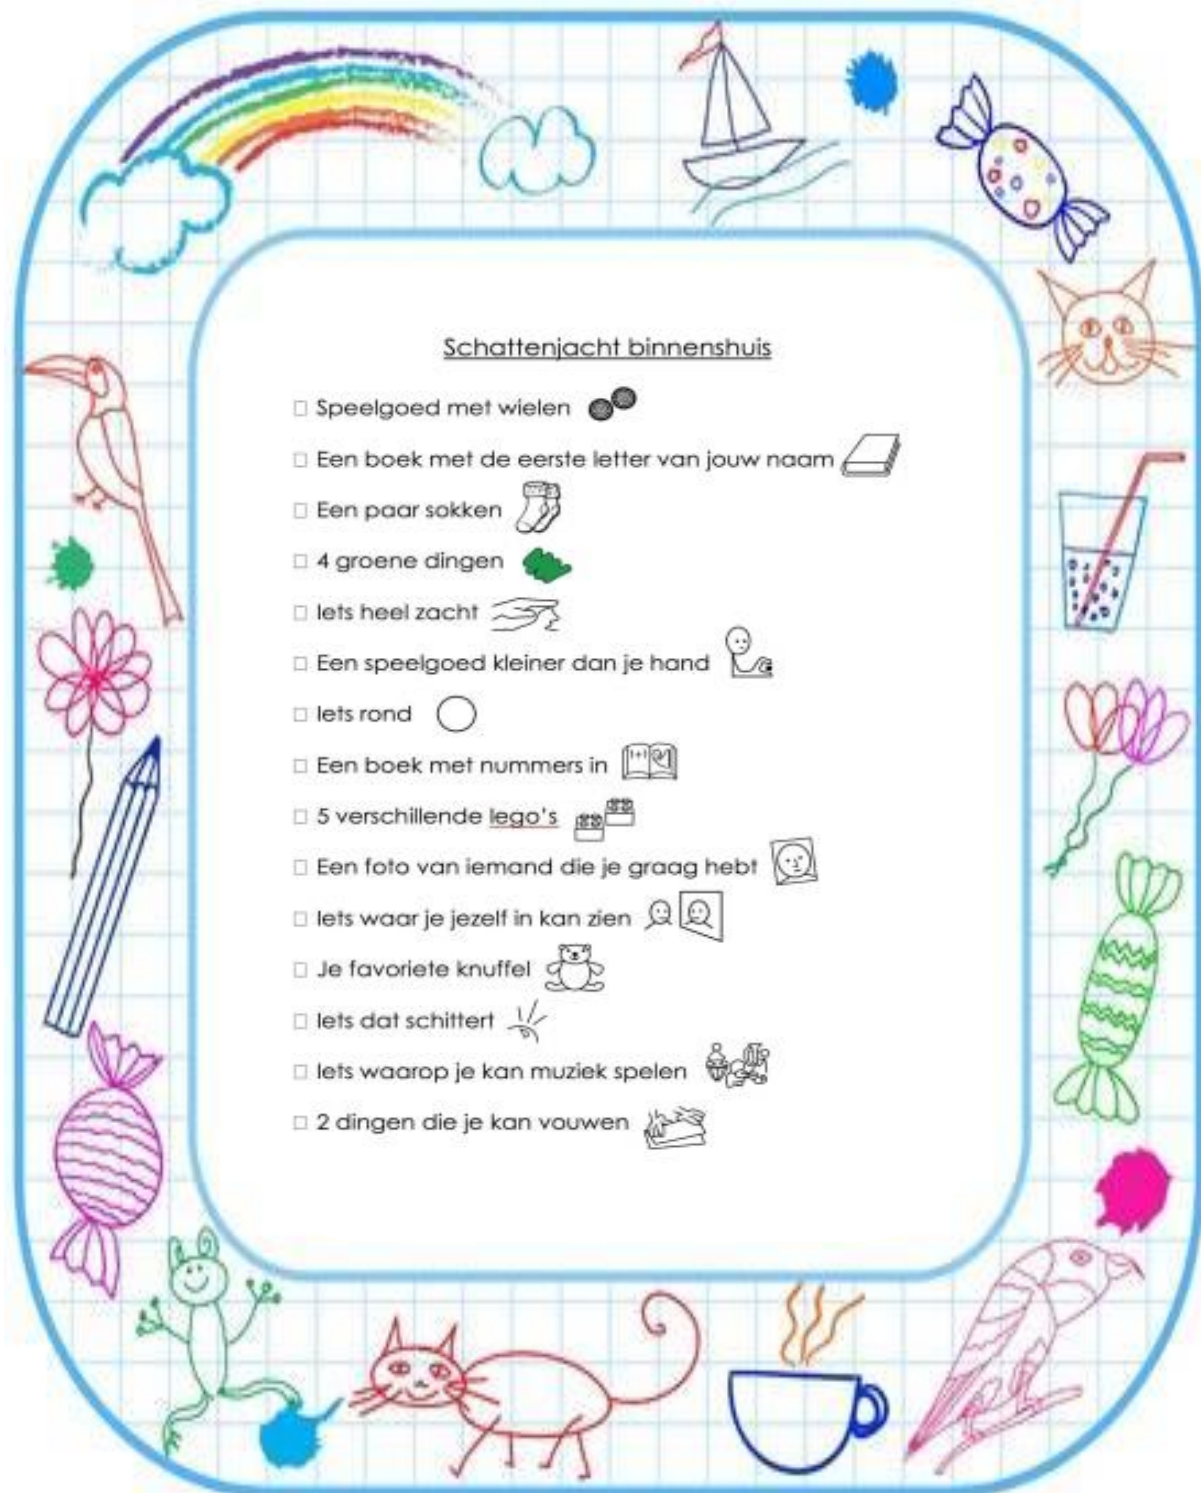 Schattenjacht binnenshuis
□ Speelgoed met wielen
□ Een boek met de eerste letter van jouw naam
□ Een paar sokken
□ 4 groene dingen
□ Iets heel zacht
□ Een speelgoed kleiner dan je hand
□ Iets rond
□ Een boek met nummers in
□ 5 verschillende lego's
□ Een foto van iemand die je graag hebt
□ Iets waar je jezelf in kan zien
□ Je favoriete knuffel
□ Iets dat schittert
□ Iets waarop je kan muziek spelen
□ 2 dingen die je kan vouwen